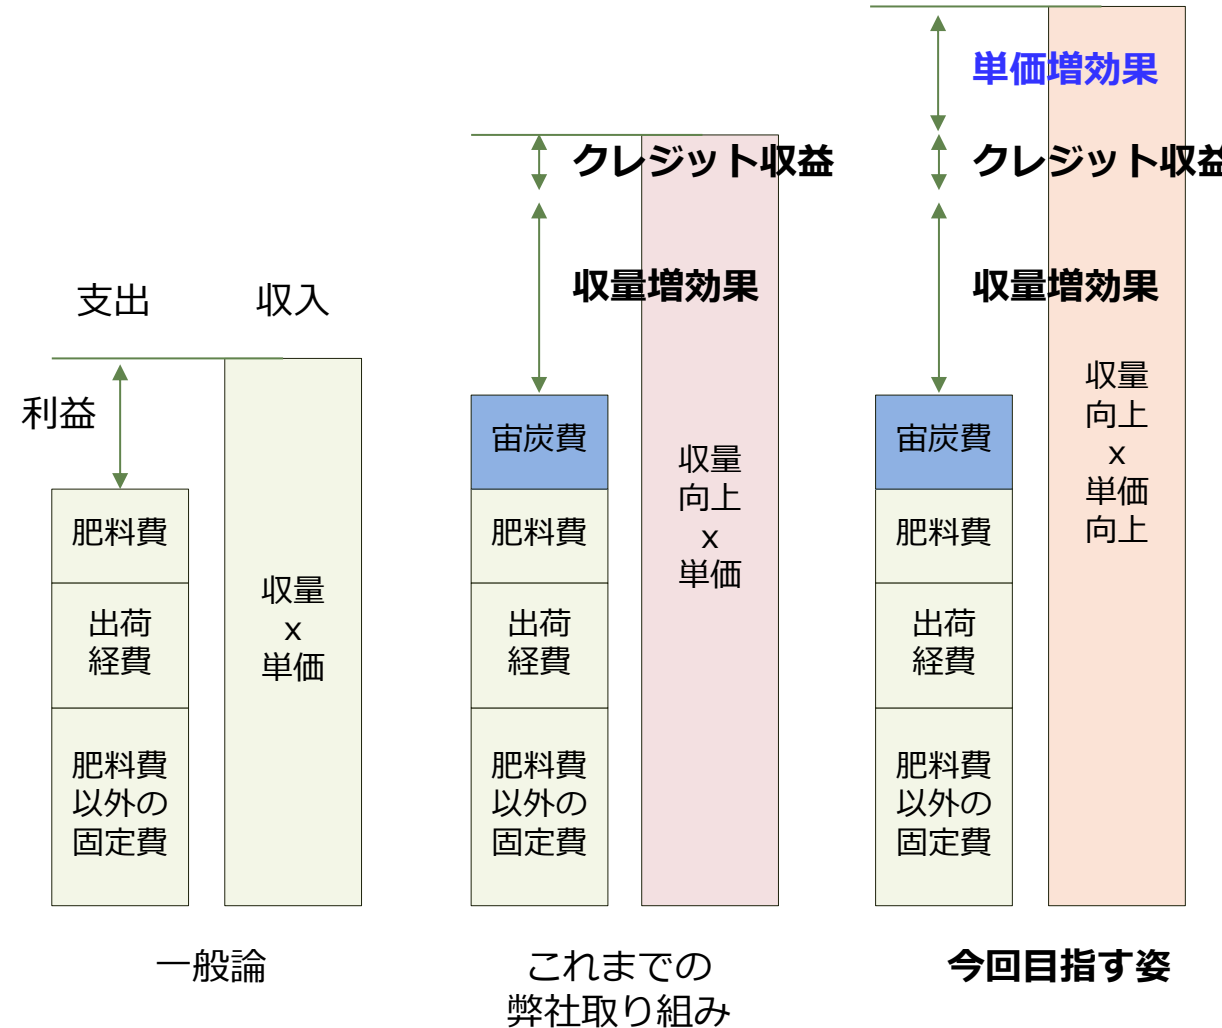 支出
収入
利益
肥料費
出荷
経費
肥料費
以外の
固定費
収量
x
単価
一般論
クレジット収益
収量増効果
宙炭費
肥料費
出荷
経費
肥料費
以外の
固定費
収量
向上
x
単価
これまでの
弊社取り組み
単価増効果
クレジット収益
収量増効果
宙炭費
肥料費
出荷
経費
肥料費
以外の
固定費
収量
向上
x
単価
向上
今回目指す姿